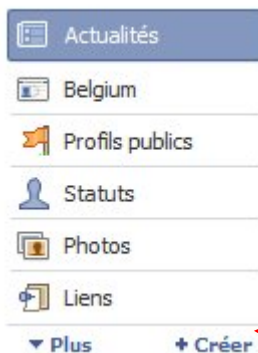 Actualités
Belgium
Profils publics
Statuts
Photos
Liens
Plus + Créer